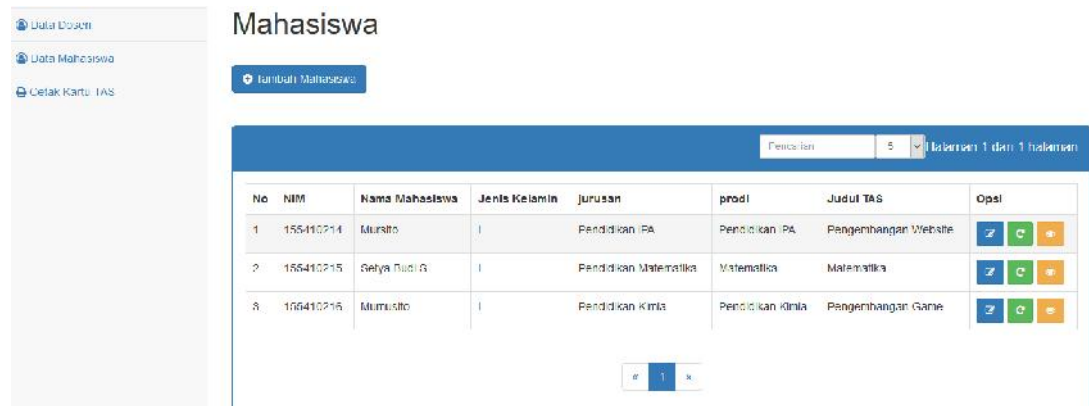 Data Dosen
Data Mahasiswa
Cetak Kartu TAS
Mahasiswa
Tambah Mahasiswa
Pencarian 5 Halaman 1 dari 1 halaman
No NIM Nama Mahasiswa Jenis Kelamin jurusan prodi Judul TAS Opsi
1 155410214 Mursito Pendidikan IPA Pendidikan IPA Pengembangan Website
2 155410215 Setya Budi S Pendidikan Matematika Matematika Matematika
3 155410216 Mumusito Pendidikan Kimia Pendidikan Kimia Pengembangan Game
« 1 »